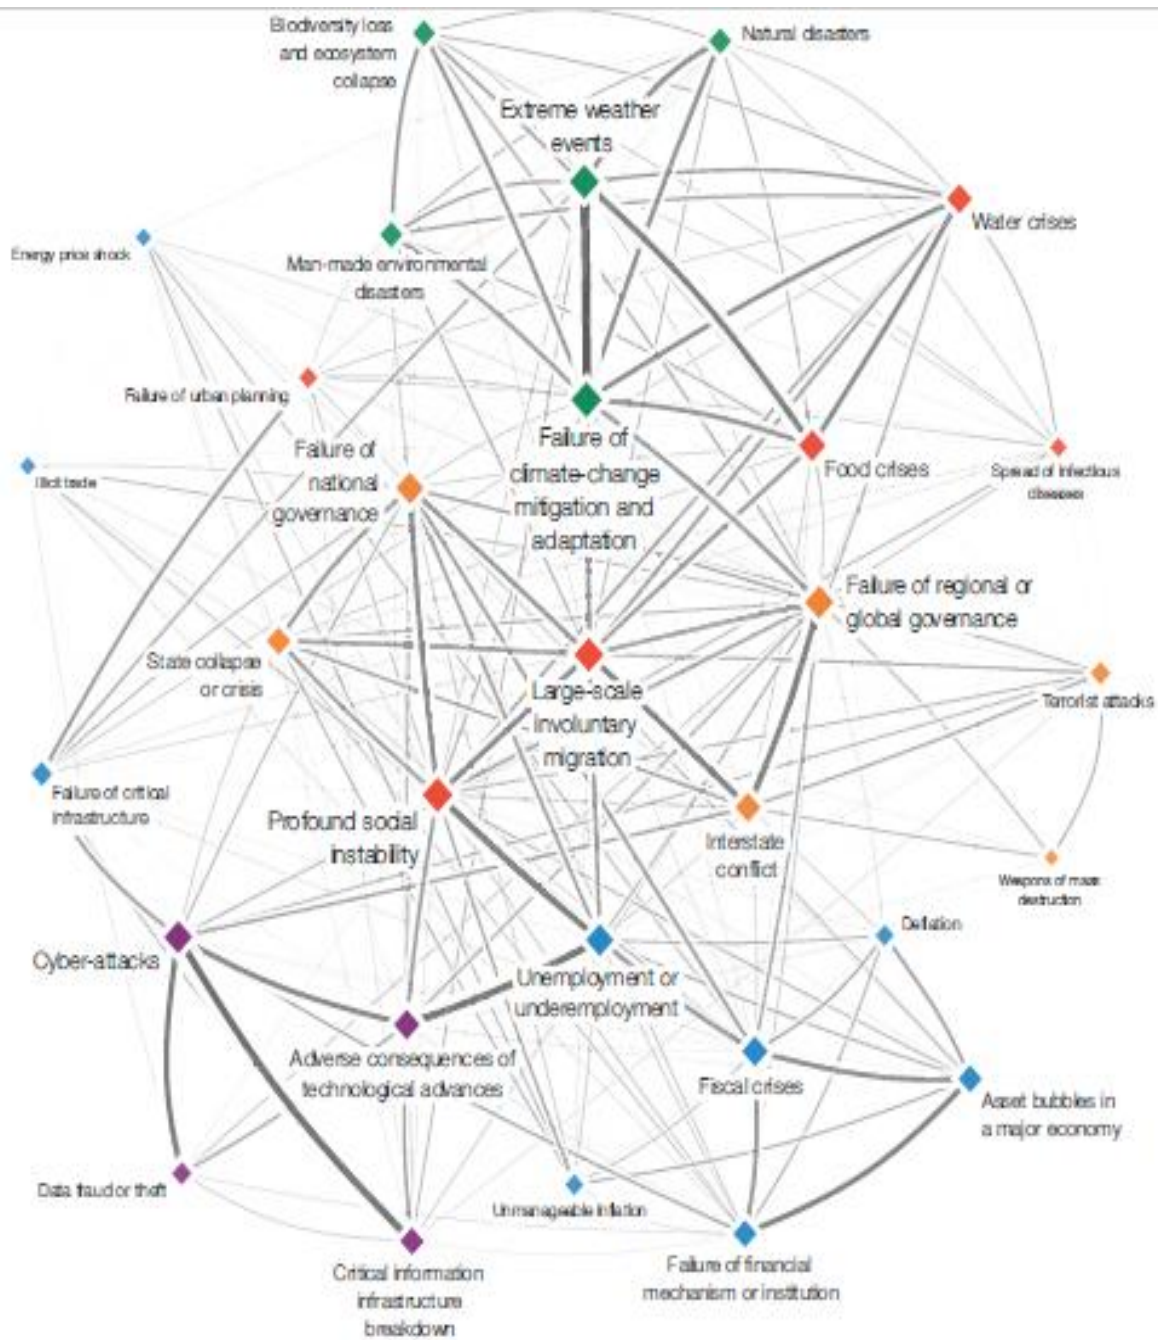 Biodiversity loss
and ecosystem
collapse
Natural disasters
Extreme weather
events
Water crises
Energy price shock
Man-made environmental
disasters
Failure of urban planning
Failure of
national
governance
Failure of
climate-change
mitigation and
adaptation
Food crises
Spread of infectious
diseases
Illicit trade
Failure of regional or
global governance
State collapse
or crisis
Large-scale
involuntary
migration
Terrorist attacks
Failure of critical
infrastructure
Profound social
instability
Interstate
conflict
Weapons of mass
destruction
Deflation
Cyber-attacks
Unemployment or
underemployment
Adverse consequences of
technological advances
Fiscal crises
Asset bubbles in
a major economy
Data fraud or theft
Unmanageable inflation
Critical information
infrastructure
breakdown
Failure of financial
mechanism or institution